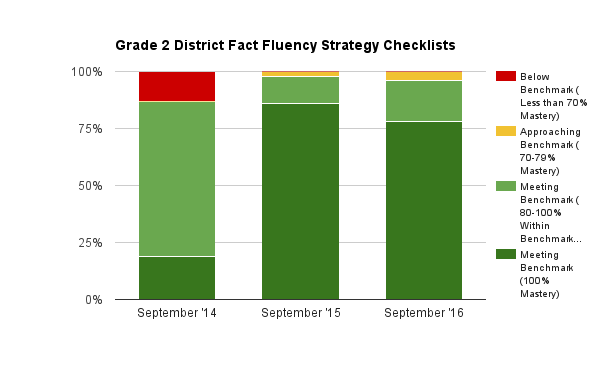 Grade 2 District Fact Fluency Strategy Checklists
100%
75%
50%
25%
0%
September '14
September '15
September '16
Below
Benchmark (
Less than 70%
Mastery)
Approaching
Benchmark (
70-79%
Mastery)
Meeting
Benchmark (
80-100%
Within
Benchmark...
Meeting
Benchmark
(100%
Mastery)